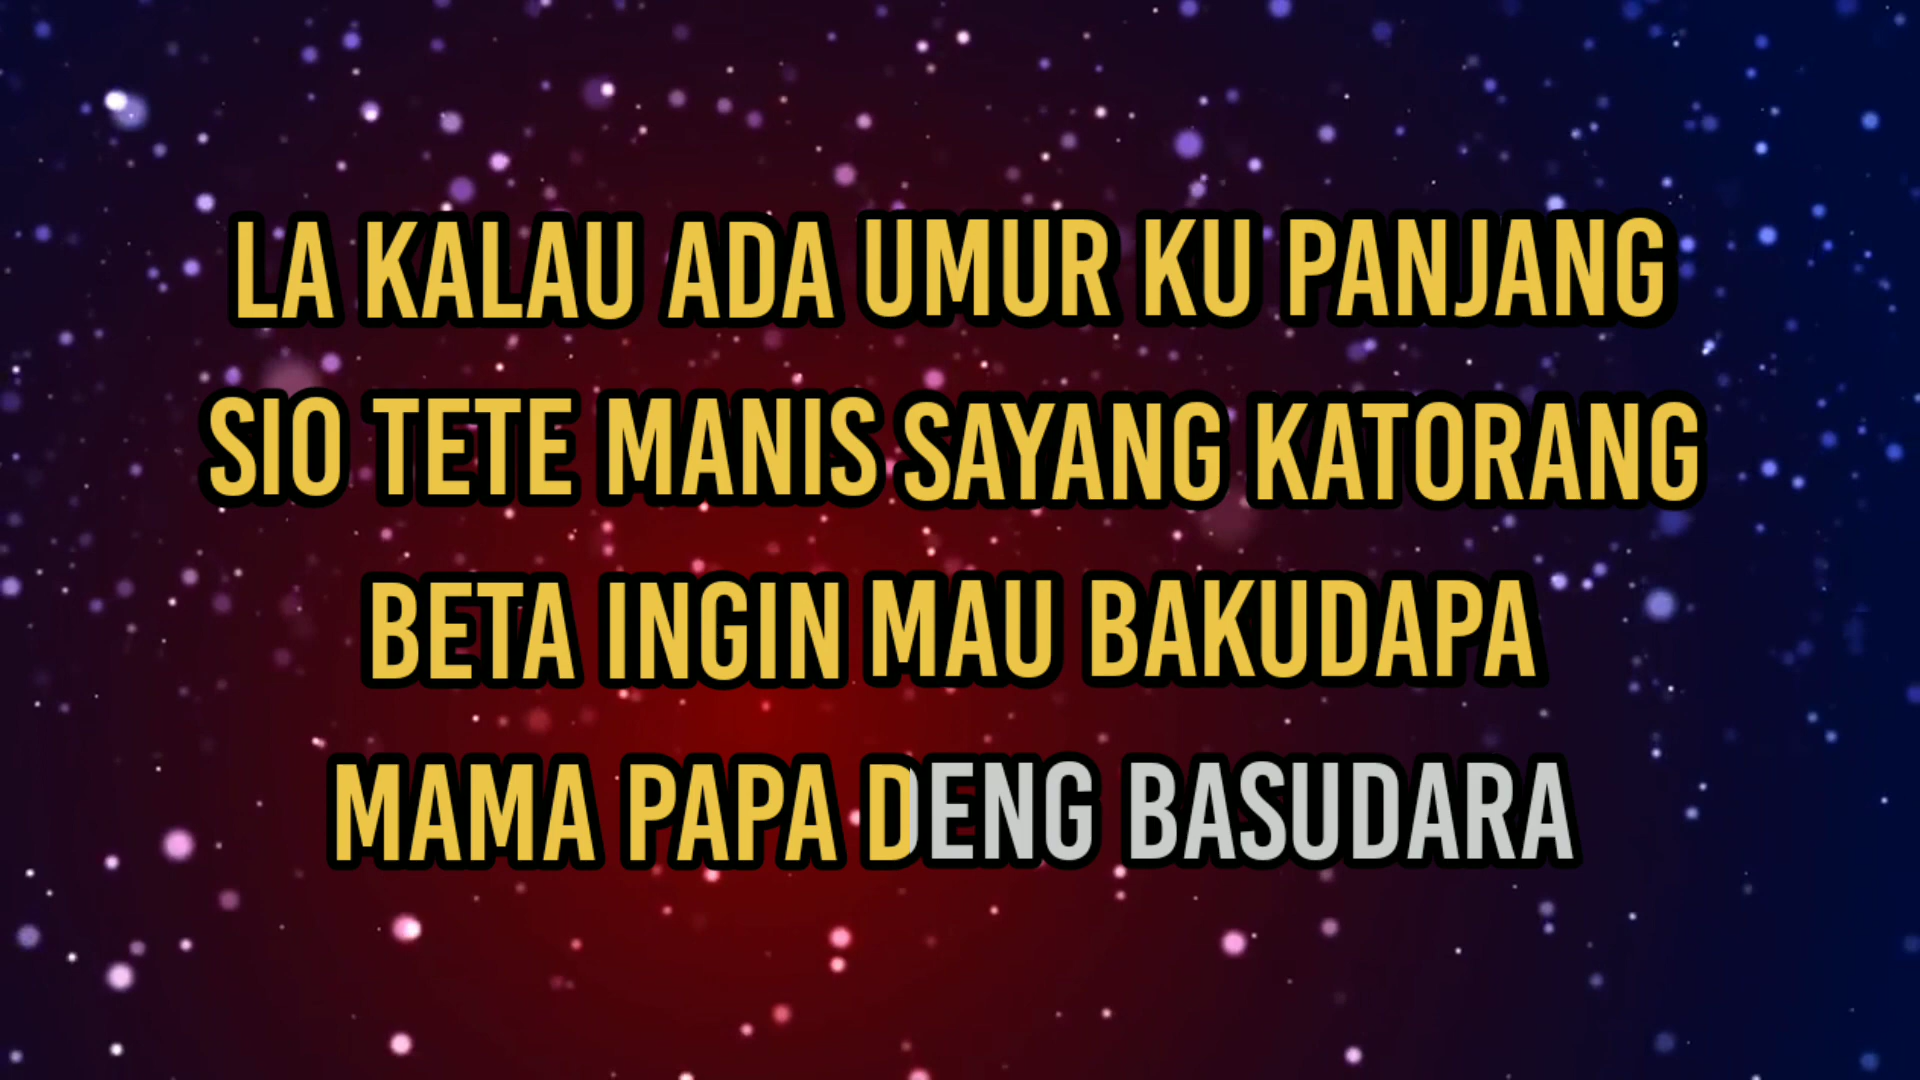 LA KALAU ADA UMUR KU PANJANG
SIO TETE MANIS SAYANG KATORANG
BETA INGIN MAU BAKUDAPA
MAMA PAPA DENG BASUDARA